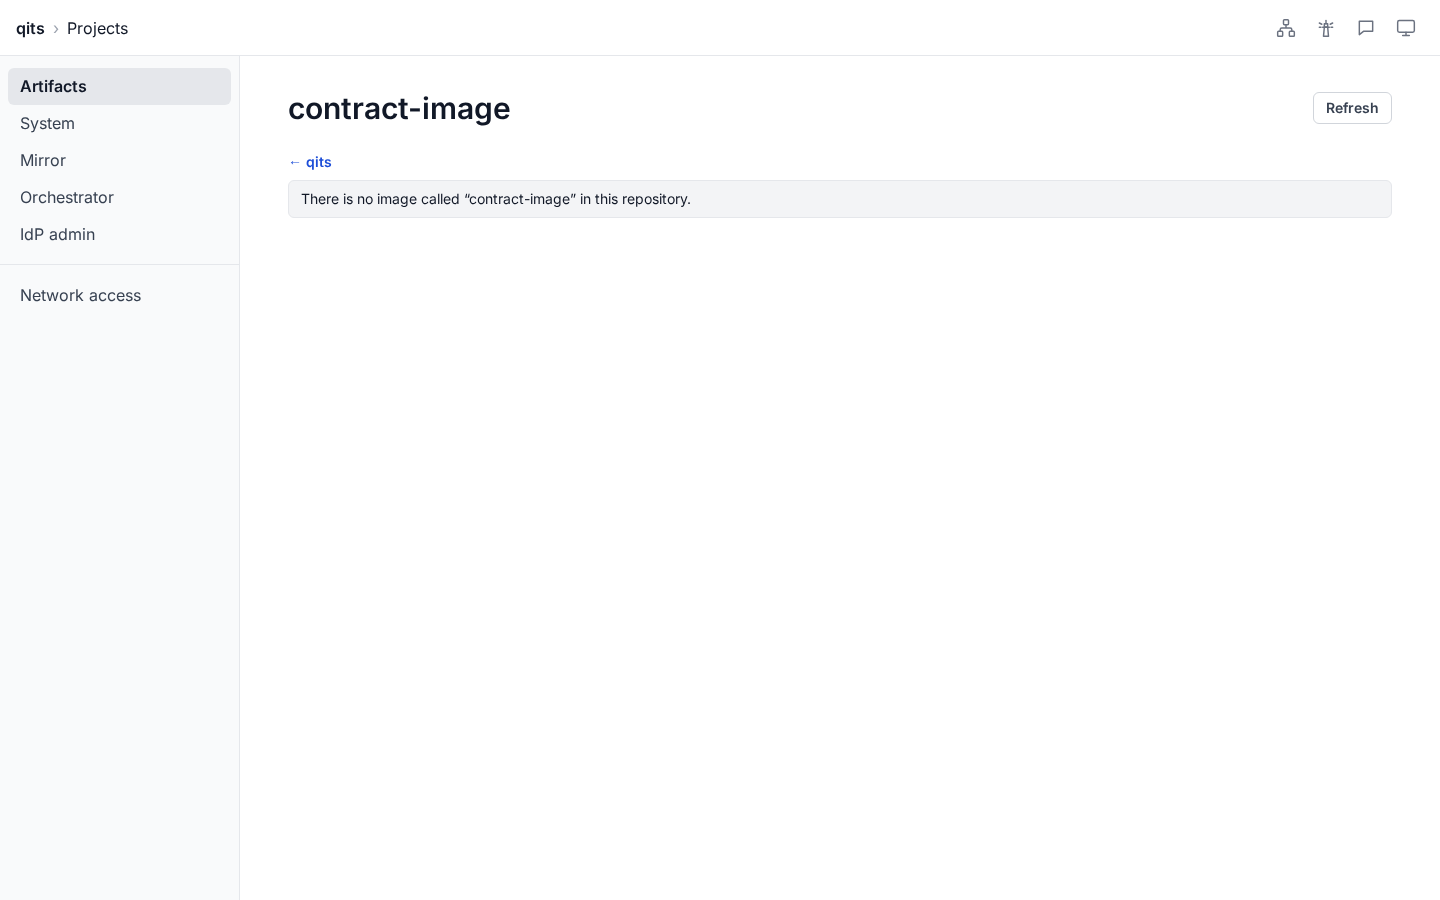 qits › Projects
Artifacts
System
Mirror
Orchestrator
IdP admin
Network access
contract-image
Refresh
← qits
There is no image called “contract-image” in this repository.